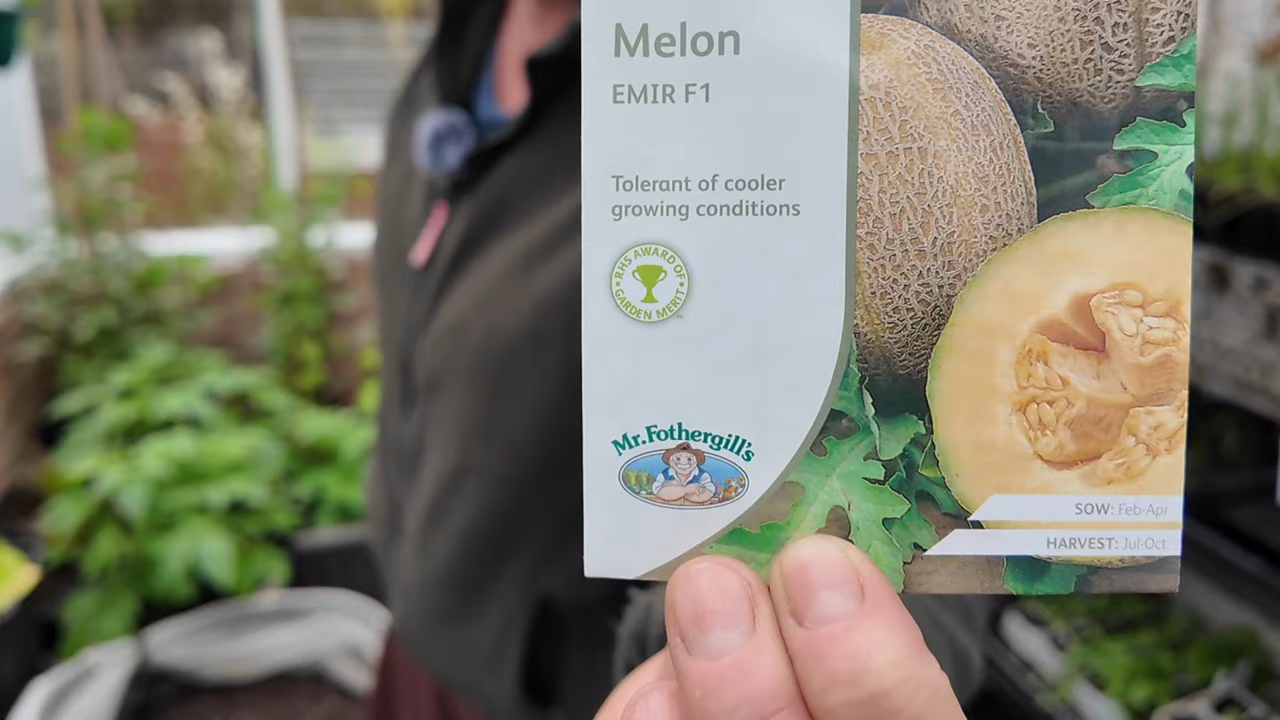 Melon
EMIR F1
Tolerant of cooler
growing conditions
RHS AWARD OF
GARDEN MERIT
Mr. Fothergill's
SOW: Feb-Apr
HARVEST: Jul-Oct